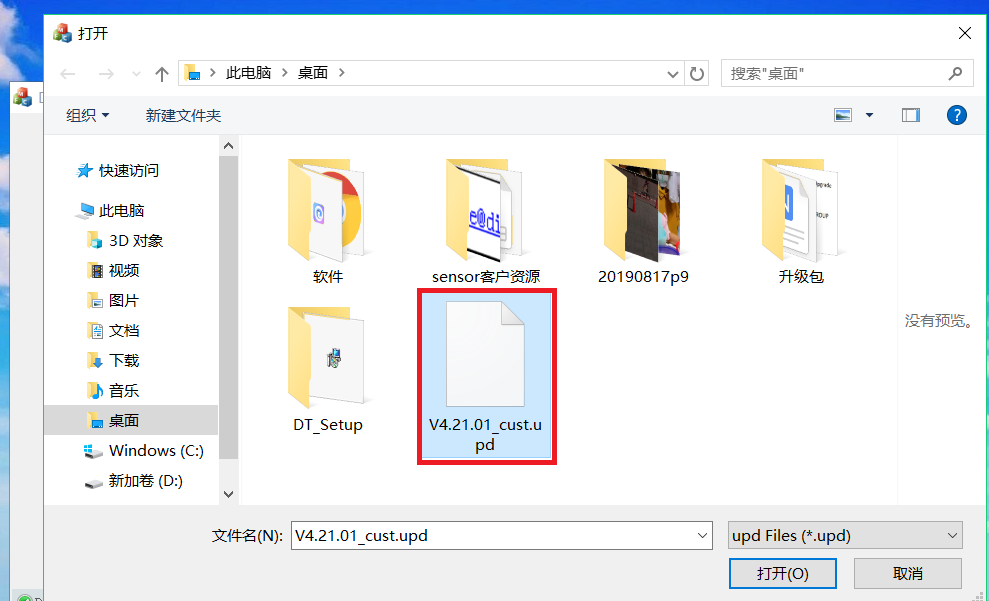 打开
此电脑 > 桌面 >
搜索"桌面"
组织
新建文件夹
?
快速访问
此电脑
3D 对象
视频
图片
文档
下载
音乐
桌面
Windows (C:)
新加卷 (D:)
软件
e@di
sensor客户资源
20190817p9
升级包
DT_Setup
V4.21.01_cust.u
pd
没有预览。
文件名(N):
V4.21.01_cust.upd
upd Files (*.upd)
打开(O)
取消